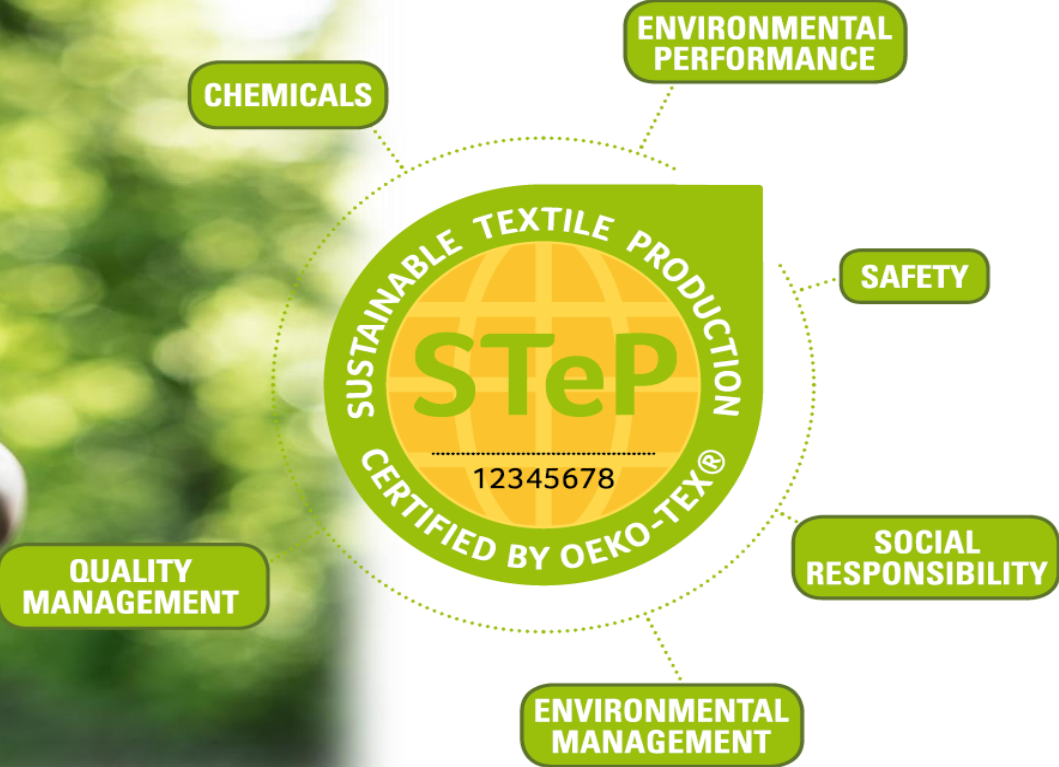 ENVIRONMENTAL
PERFORMANCE
CHEMICALS
SAFETY
SUSTAINABLE TEXTILE PRODUCTION
STeP
12345678
CERTIFIED BY OEKO-TEX®
SOCIAL
RESPONSIBILITY
QUALITY
MANAGEMENT
ENVIRONMENTAL
MANAGEMENT